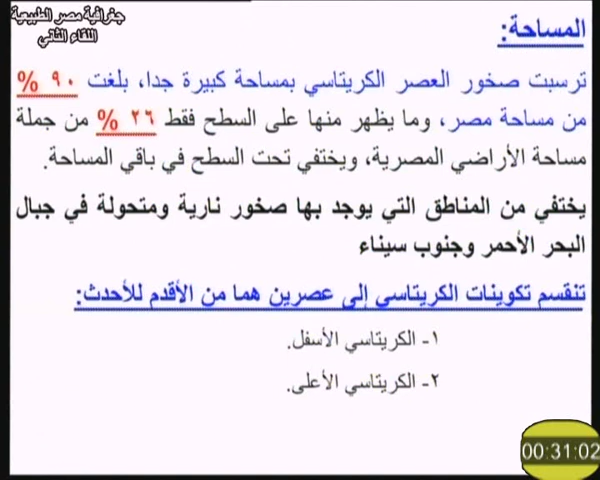 جغرافية مصر الطبيعية
اللقاء الثاني
المساحة:
ترسبت صخور العصر الكريتاسي بمساحة كبيرة جدا، بلغت ٩٠ %
من مساحة مصر، وما يظهر منها على السطح فقط ٢٦ % من جملة
مساحة الأراضي المصرية، ويختفي تحت السطح في باقي المساحة.
يختفي من المناطق التي يوجد بها صخور نارية ومتحولة في جبال
البحر الأحمر وجنوب سيناء
تنقسم تكوينات الكريتاسي إلى عصرين هما من الأقدم للأحدث:
١- الكريتاسي الأسفل.
٢- الكريتاسي الأعلى.
00:31:02